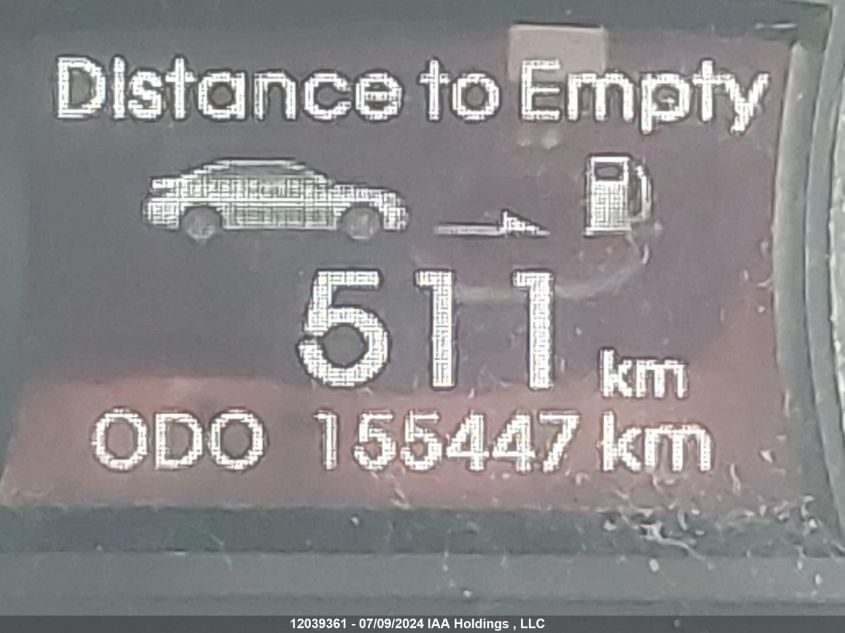 Distance to Empty
511 km
ODO 155447 km
12039361 - 07/09/2024 IAA Holdings , LLC